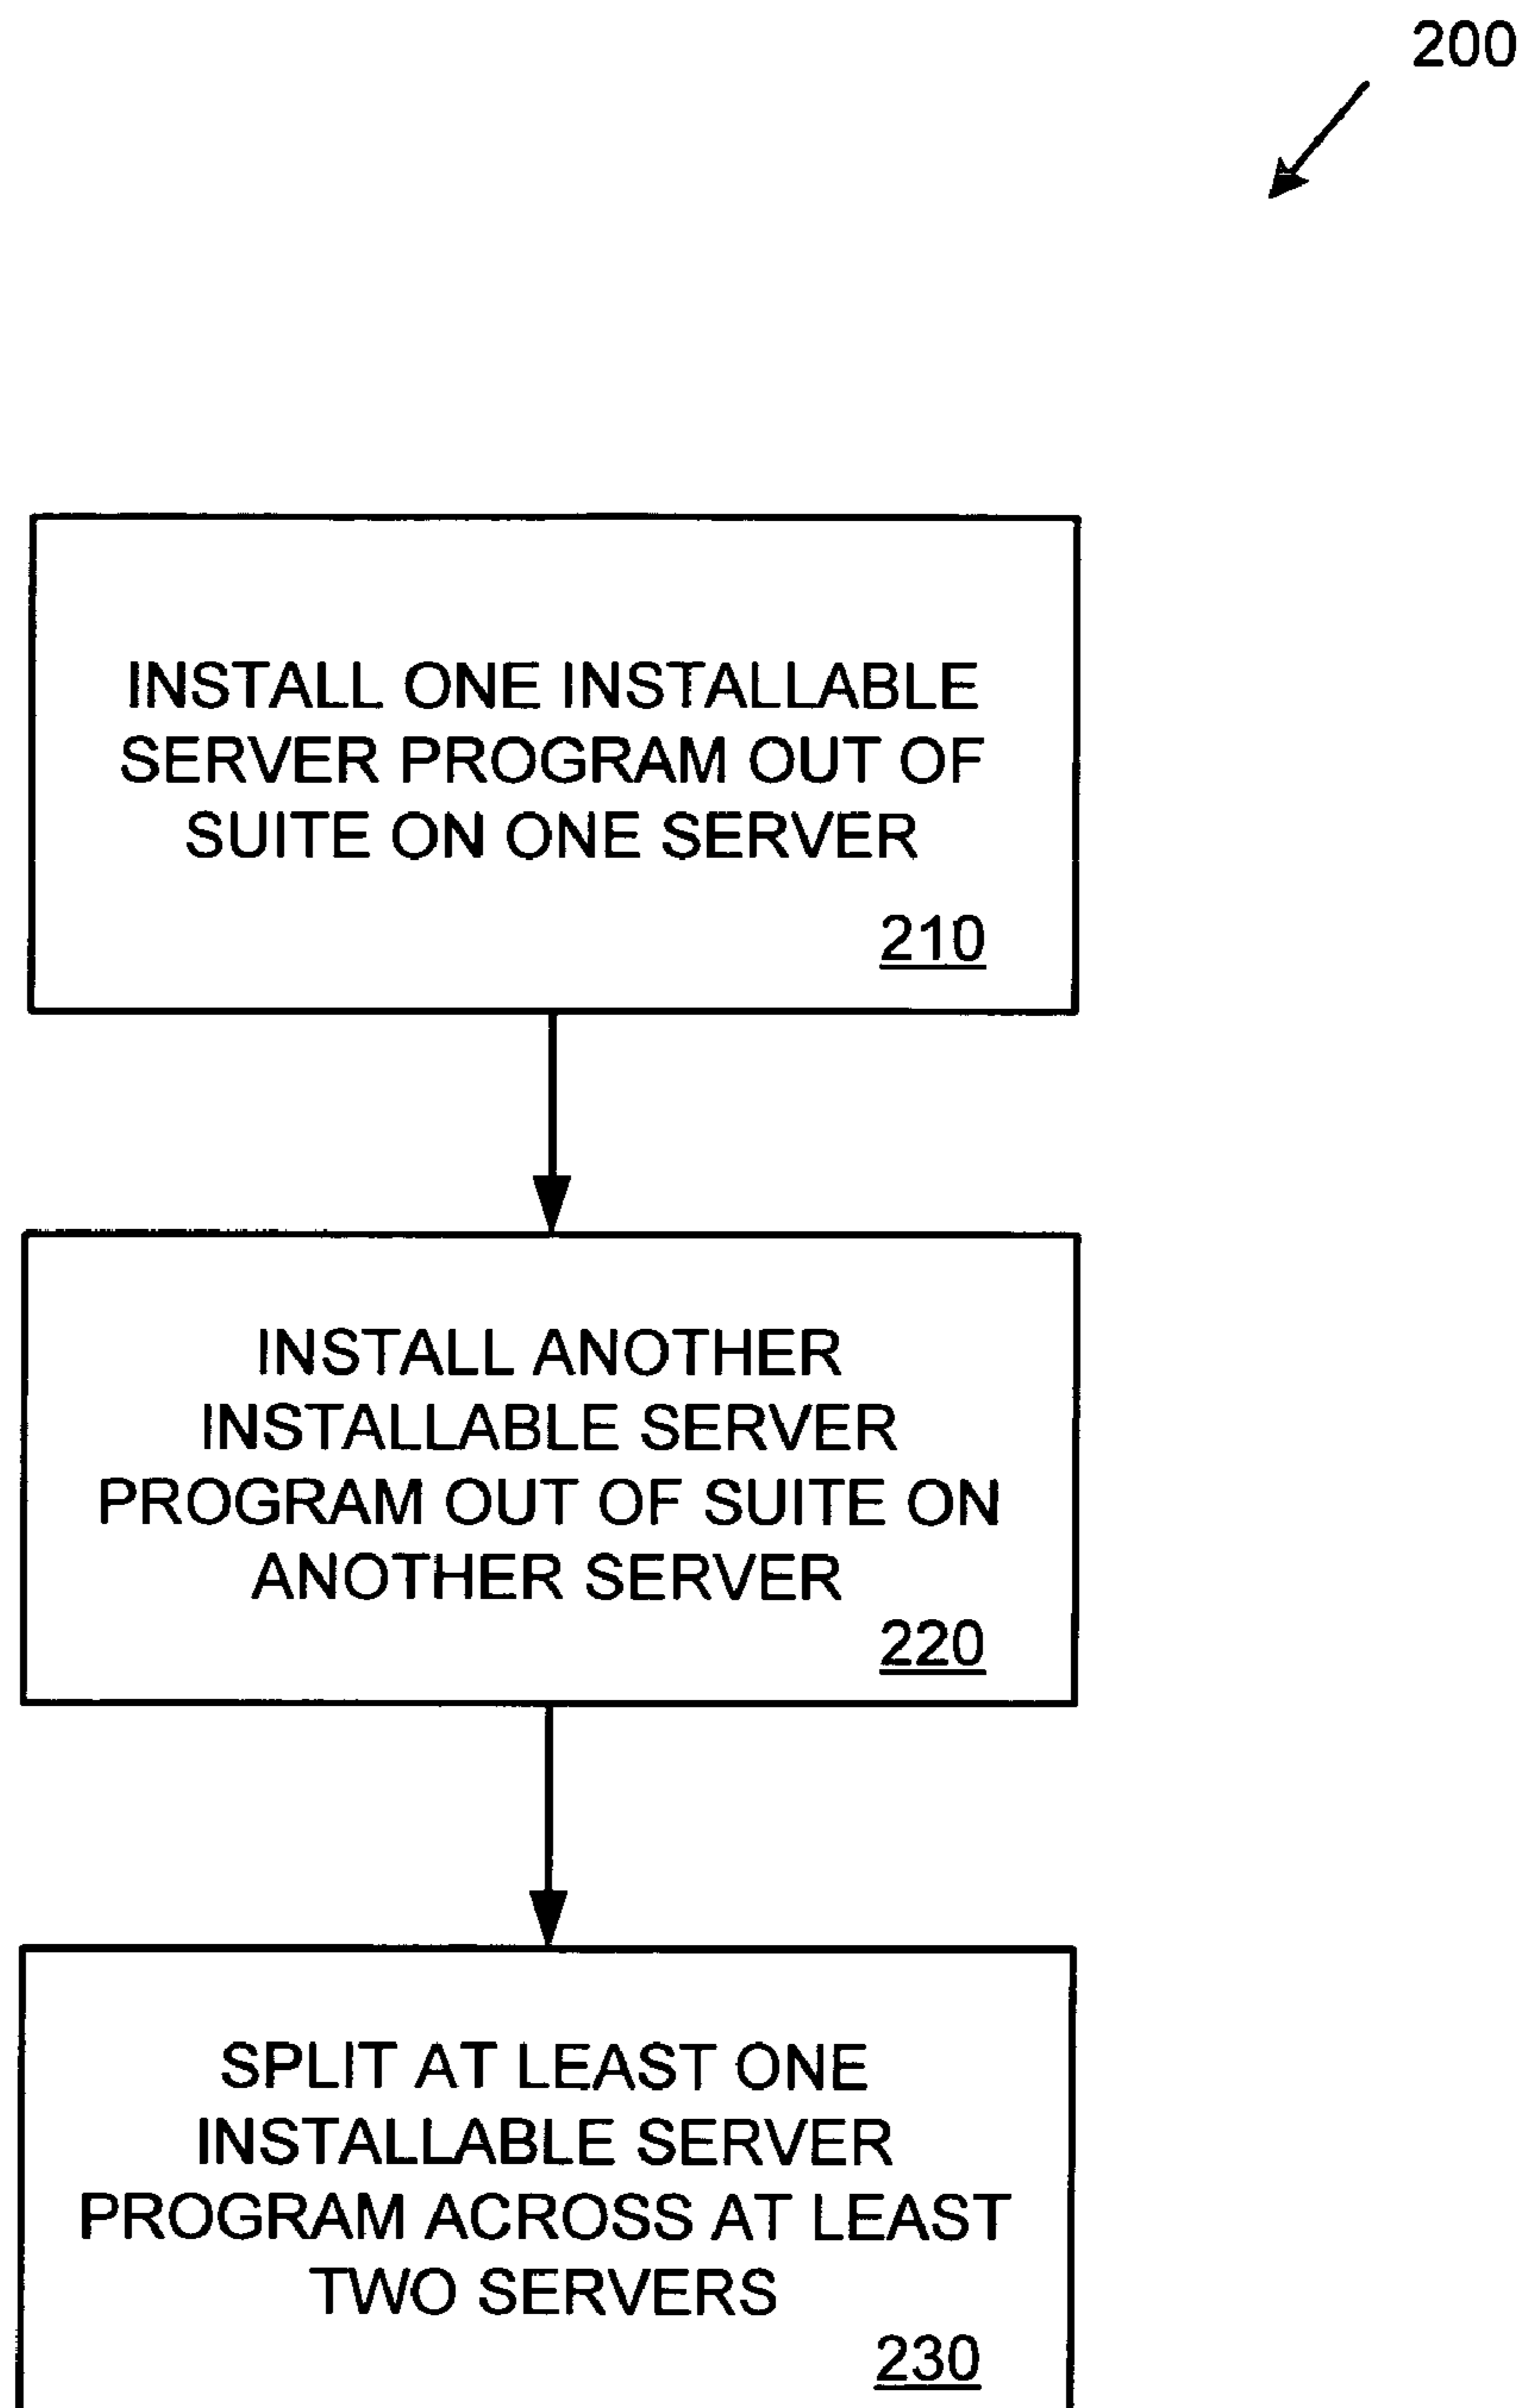 200
INSTALL ONE INSTALLABLE
SERVER PROGRAM OUT OF
SUITE ON ONE SERVER
210
INSTALL ANOTHER
INSTALLABLE SERVER
PROGRAM OUT OF SUITE ON
ANOTHER SERVER
220
SPLIT AT LEAST ONE
INSTALLABLE SERVER
PROGRAM ACROSS AT LEAST
TWO SERVERS
230